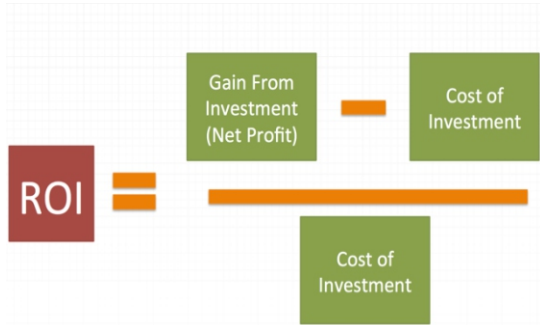 Gain From
Investment
(Net Profit)
Cost of
Investment
ROI
Cost of
Investment